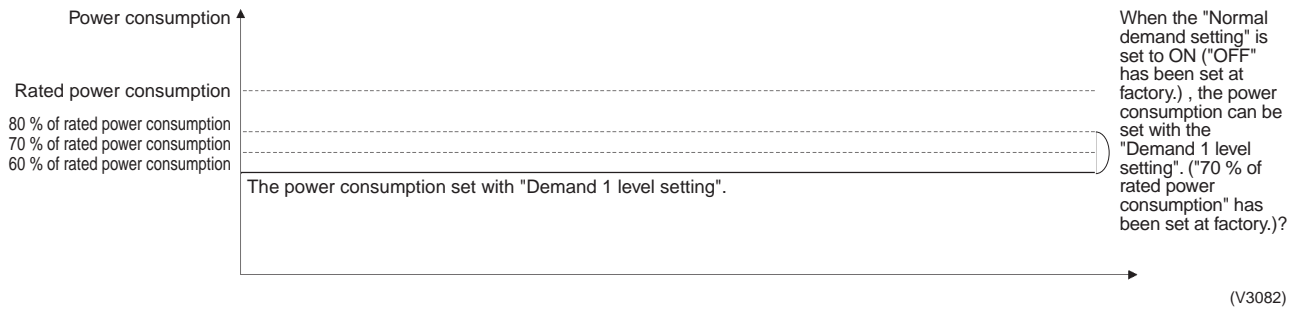 Power consumption
Rated power consumption
80 % of rated power consumption
70 % of rated power consumption
60 % of rated power consumption
The power consumption set with "Demand 1 level setting".
When the "Normal
demand setting" is
set to ON ("OFF"
has been set at
factory.) , the power
consumption can be
set with the
"Demand 1 level
setting". ("70 % of
rated power
consumption" has
been set at factory.)?
(V3082)